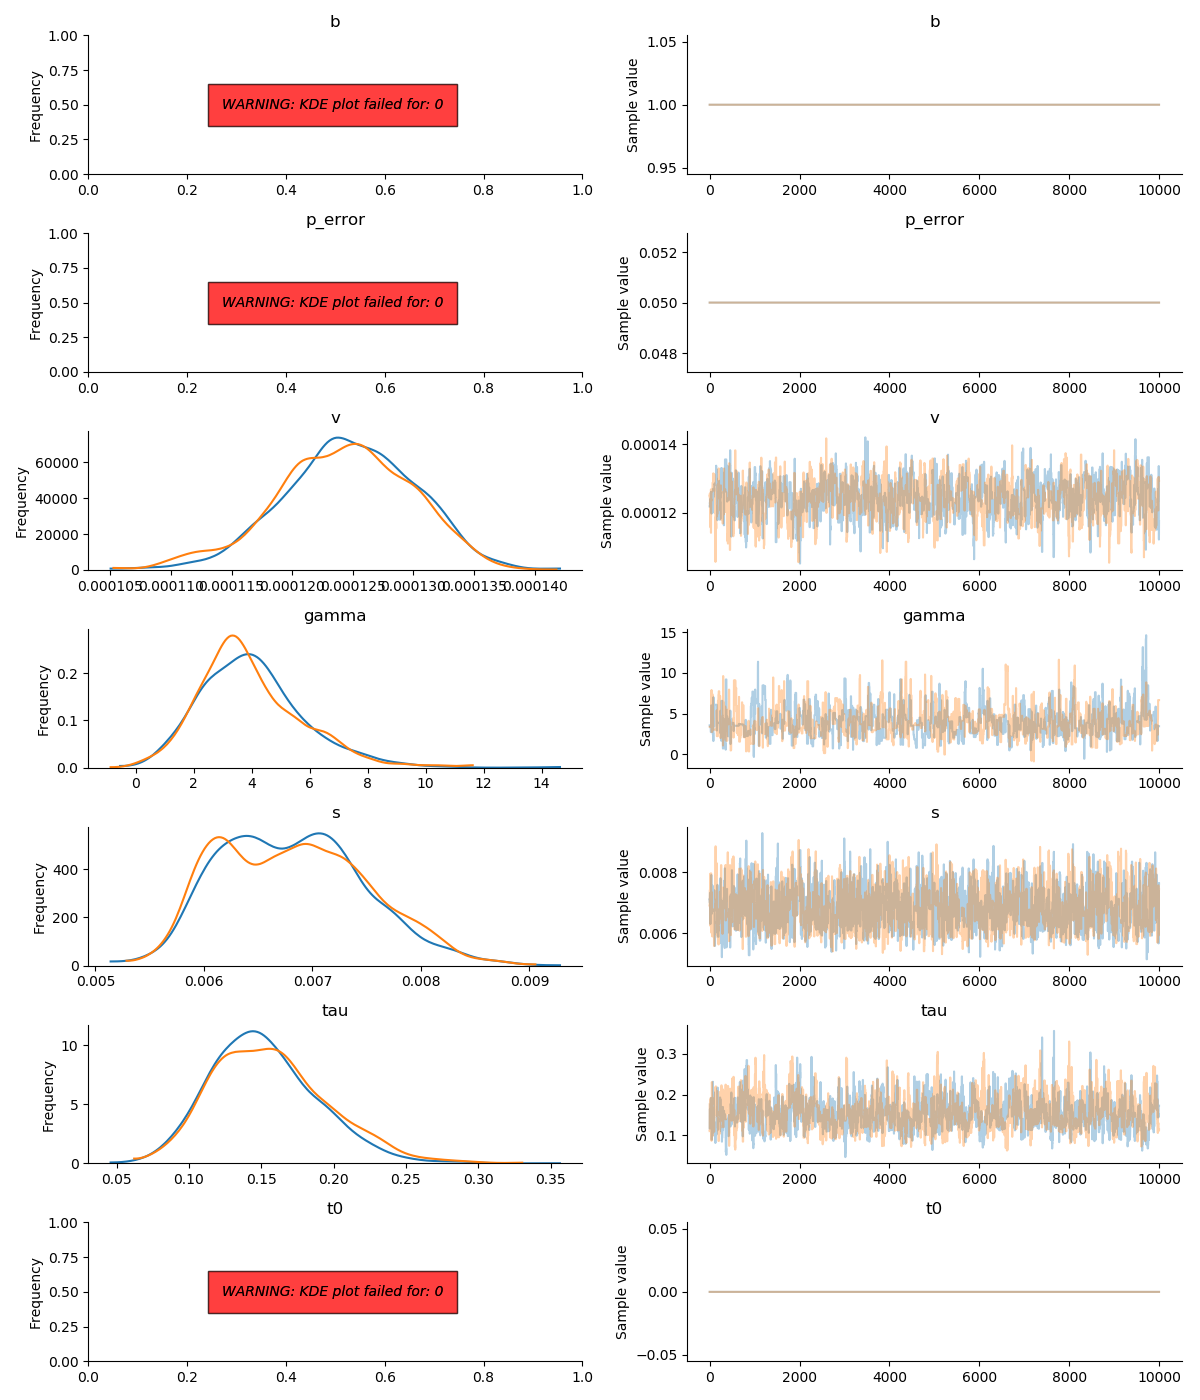 b
1.00
0.75
0.50
0.25
0.00
Frequency
WARNING: KDE plot failed for: 0
0.0 0.2 0.4 0.6 0.8 1.0
b
1.05
1.00
0.95
Sample value
0 2000 4000 6000 8000 10000
p_error
1.00
0.75
0.50
0.25
0.00
Frequency
WARNING: KDE plot failed for: 0
0.0 0.2 0.4 0.6 0.8 1.0
p_error
0.052
0.050
0.048
Sample value
0 2000 4000 6000 8000 10000
v
60000
40000
20000
0
Frequency
0.000105 0.000110 0.000115 0.000120 0.000125 0.000130 0.000135 0.000140
v
0.00014
0.00012
Sample value
0 2000 4000 6000 8000 10000
gamma
0.2
0.1
0.0
Frequency
0 2 4 6 8 10 12 14
gamma
15
10
5
0
Sample value
0 2000 4000 6000 8000 10000
s
400
200
0
Frequency
0.005 0.006 0.007 0.008 0.009
s
0.008
0.006
Sample value
0 2000 4000 6000 8000 10000
tau
10
5
0
Frequency
0.05 0.10 0.15 0.20 0.25 0.30 0.35
tau
0.3
0.2
0.1
Sample value
0 2000 4000 6000 8000 10000
t0
1.00
0.75
0.50
0.25
0.00
Frequency
WARNING: KDE plot failed for: 0
0.0 0.2 0.4 0.6 0.8 1.0
t0
0.05
0.00
−0.05
Sample value
0 2000 4000 6000 8000 10000